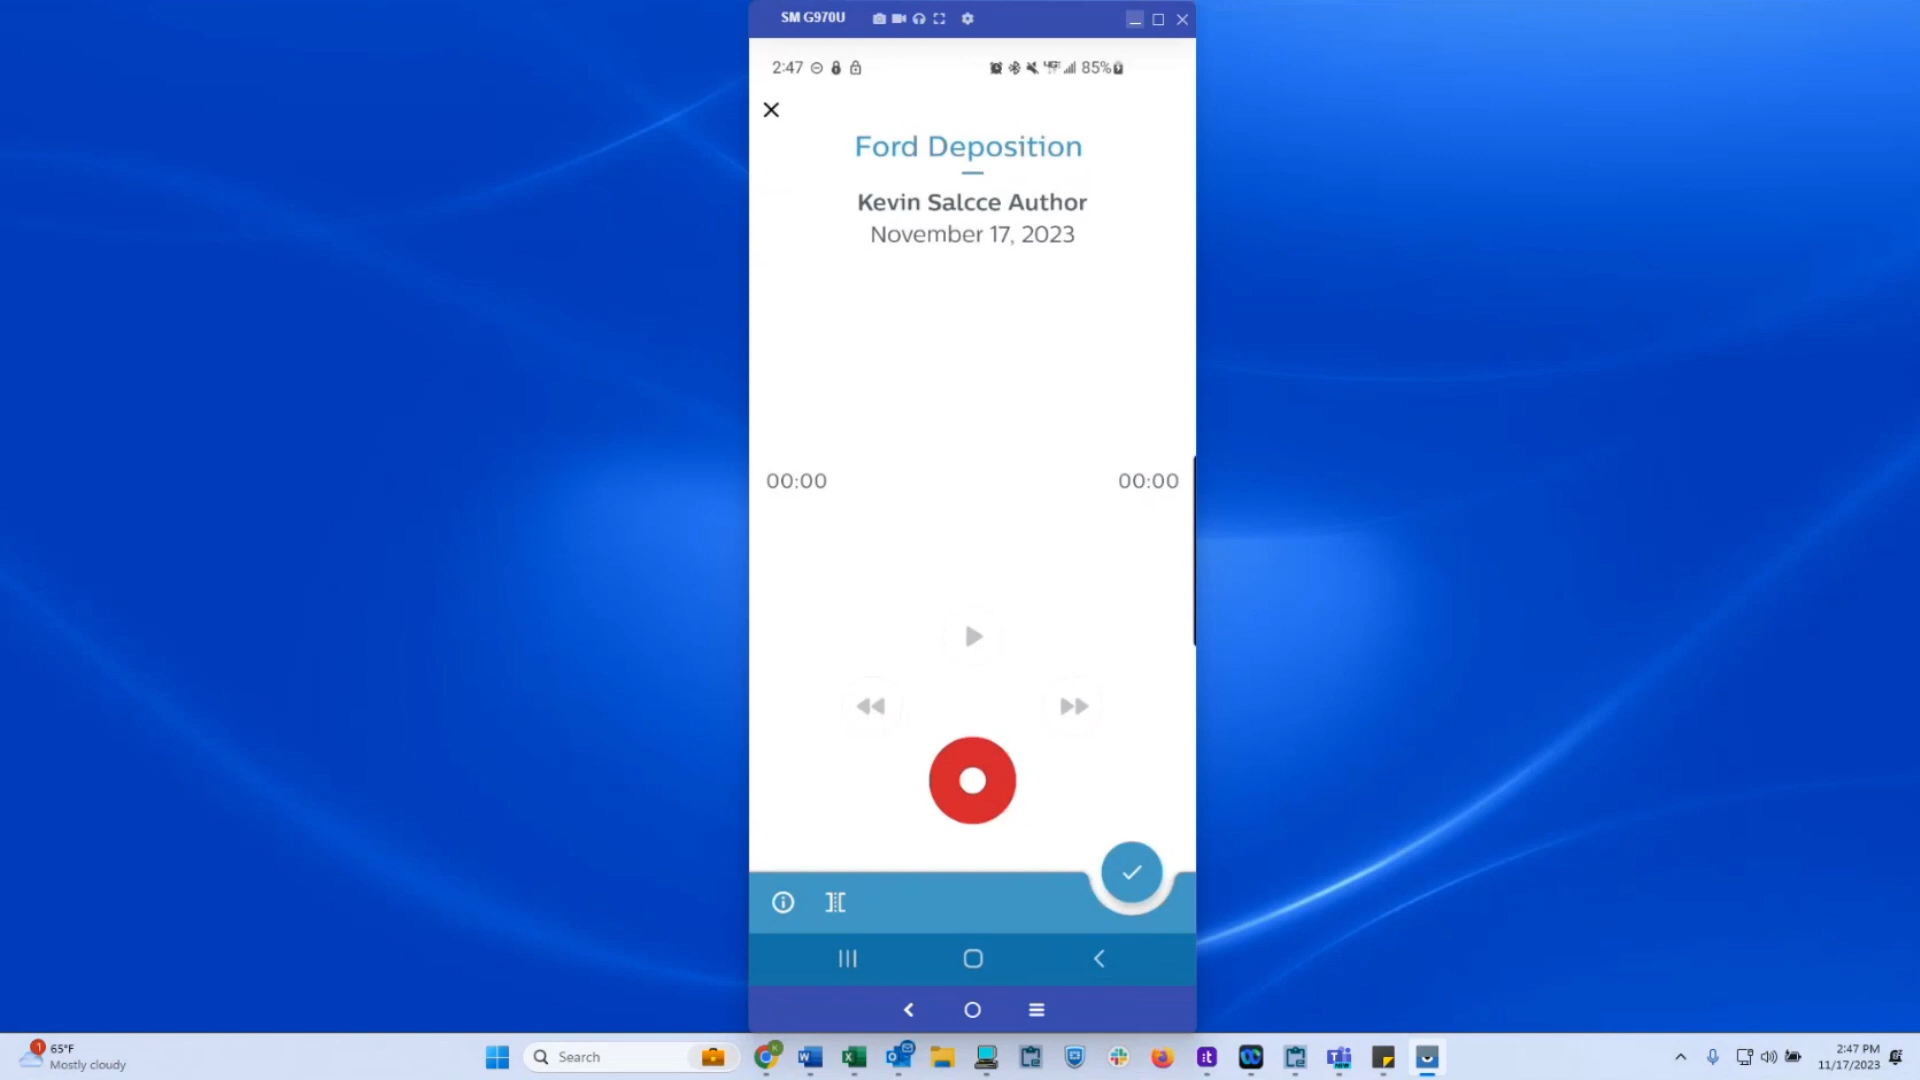 SM G970U
2:47
85%
Ford Deposition
Kevin Salcce Author
November 17, 2023
00:00
00:00
1
65°F
Mostly cloudy
Search
2:47 PM
11/17/2023